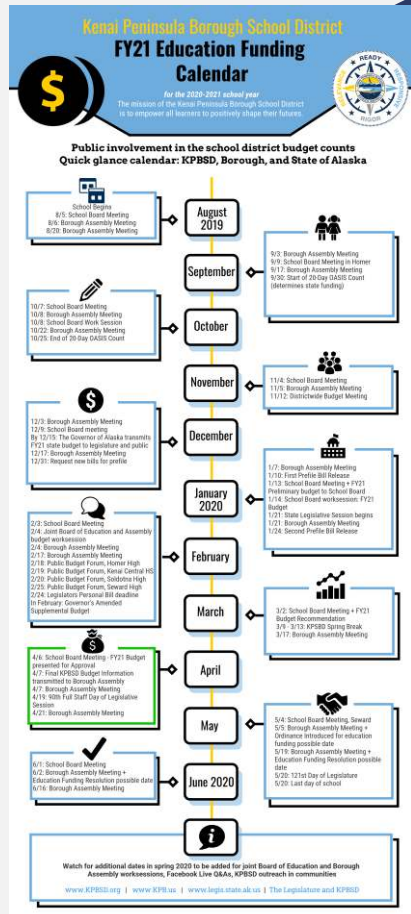 Kenai Peninsula Borough School District
FY21 Education Funding
Calendar
for the 2020-2021 school year
The mission of the Kenai Peninsula Borough School District
is to empower all learners to positively shape their futures.
READY
RELEVANCE
RESPONSIVE
RIGOR
Public involvement in the school district budget counts
Quick glance calendar: KPBSD, Borough, and State of Alaska
August
2019
School Begins
8/5: School Board Meeting
8/6: Borough Assembly Meeting
8/20: Borough Assembly Meeting
September
9/3: Borough Assembly Meeting
9/9: School Board Meeting in Homer
9/17: Borough Assembly Meeting
9/30: Start of 20-Day OASIS Count
(determines state funding)
October
10/7: School Board Meeting
10/8: Borough Assembly Meeting
10/8: School Board Work Session
10/22: Borough Assembly Meeting
10/25: End of 20-Day OASIS Count
November
11/4: School Board Meeting
11/5: Borough Assembly Meeting
11/12: Districtwide Budget Meeting
December
12/3: Borough Assembly Meeting
12/9: School Board meeting
By 12/15: The Governor of Alaska transmits
FY21 state budget to legislature and public
12/17: Borough Assembly Meeting
12/31: Request new bills for prefile
January
2020
1/7: Borough Assembly Meeting
1/10: First Prefile Bill Release
1/13: School Board Meeting + FY21
Preliminary budget to School Board
1/14: School Board worksession: FY21
Budget
1/21: State Legislative Session begins
1/21: Borough Assembly Meeting
1/24: Second Prefile Bill Release
February
2/3: School Board Meeting
2/4: Joint Board of Education and Assembly
budget worksession
2/4: Borough Assembly Meeting
2/17: Borough Assembly Meeting
2/18: Public Budget Forum, Homer High
2/19: Public Budget Forum, Kenai Central HS
2/20: Public Budget Forum, Soldotna High
2/25: Public Budget Forum, Seward High
2/24: Legislators Personal Bill deadline
In February: Governor's Amended
Supplemental Budget
March
3/2: School Board Meeting + FY21
Budget Recommendation
3/9 - 3/13: KPSBD Spring Break
3/17: Borough Assembly Meeting
April
4/6: School Board Meeting - FY21 Budget
presented for Approval
4/7: Final KPBSD Budget Information
transmitted to Borough Assembly
4/7: Borough Assembly Meeting
4/19: 90th Full Staff Day of Legislative
Session
4/21: Borough Assembly Meeting
May
5/4: School Board Meeting, Seward
5/5: Borough Assembly Meeting +
Ordinance Introduced for education
funding possible date
5/19: Borough Assembly Meeting +
Education Funding Resolution possible
date
5/20: 121st Day of Legislature
5/20: Last day of school
June 2020
6/1: School Board Meeting
6/2: Borough Assembly Meeting +
Education Funding Resolution possible date
6/16: Borough Assembly Meeting
Watch for additional dates in spring 2020 to be added for joint Board of Education and Borough
Assembly worksessions, Facebook Live Q&As, KPBSD outreach in communities
www.KPBSD.org | www.KPB.us | www.legis.state.ak.us | The Legislature and KPBSD